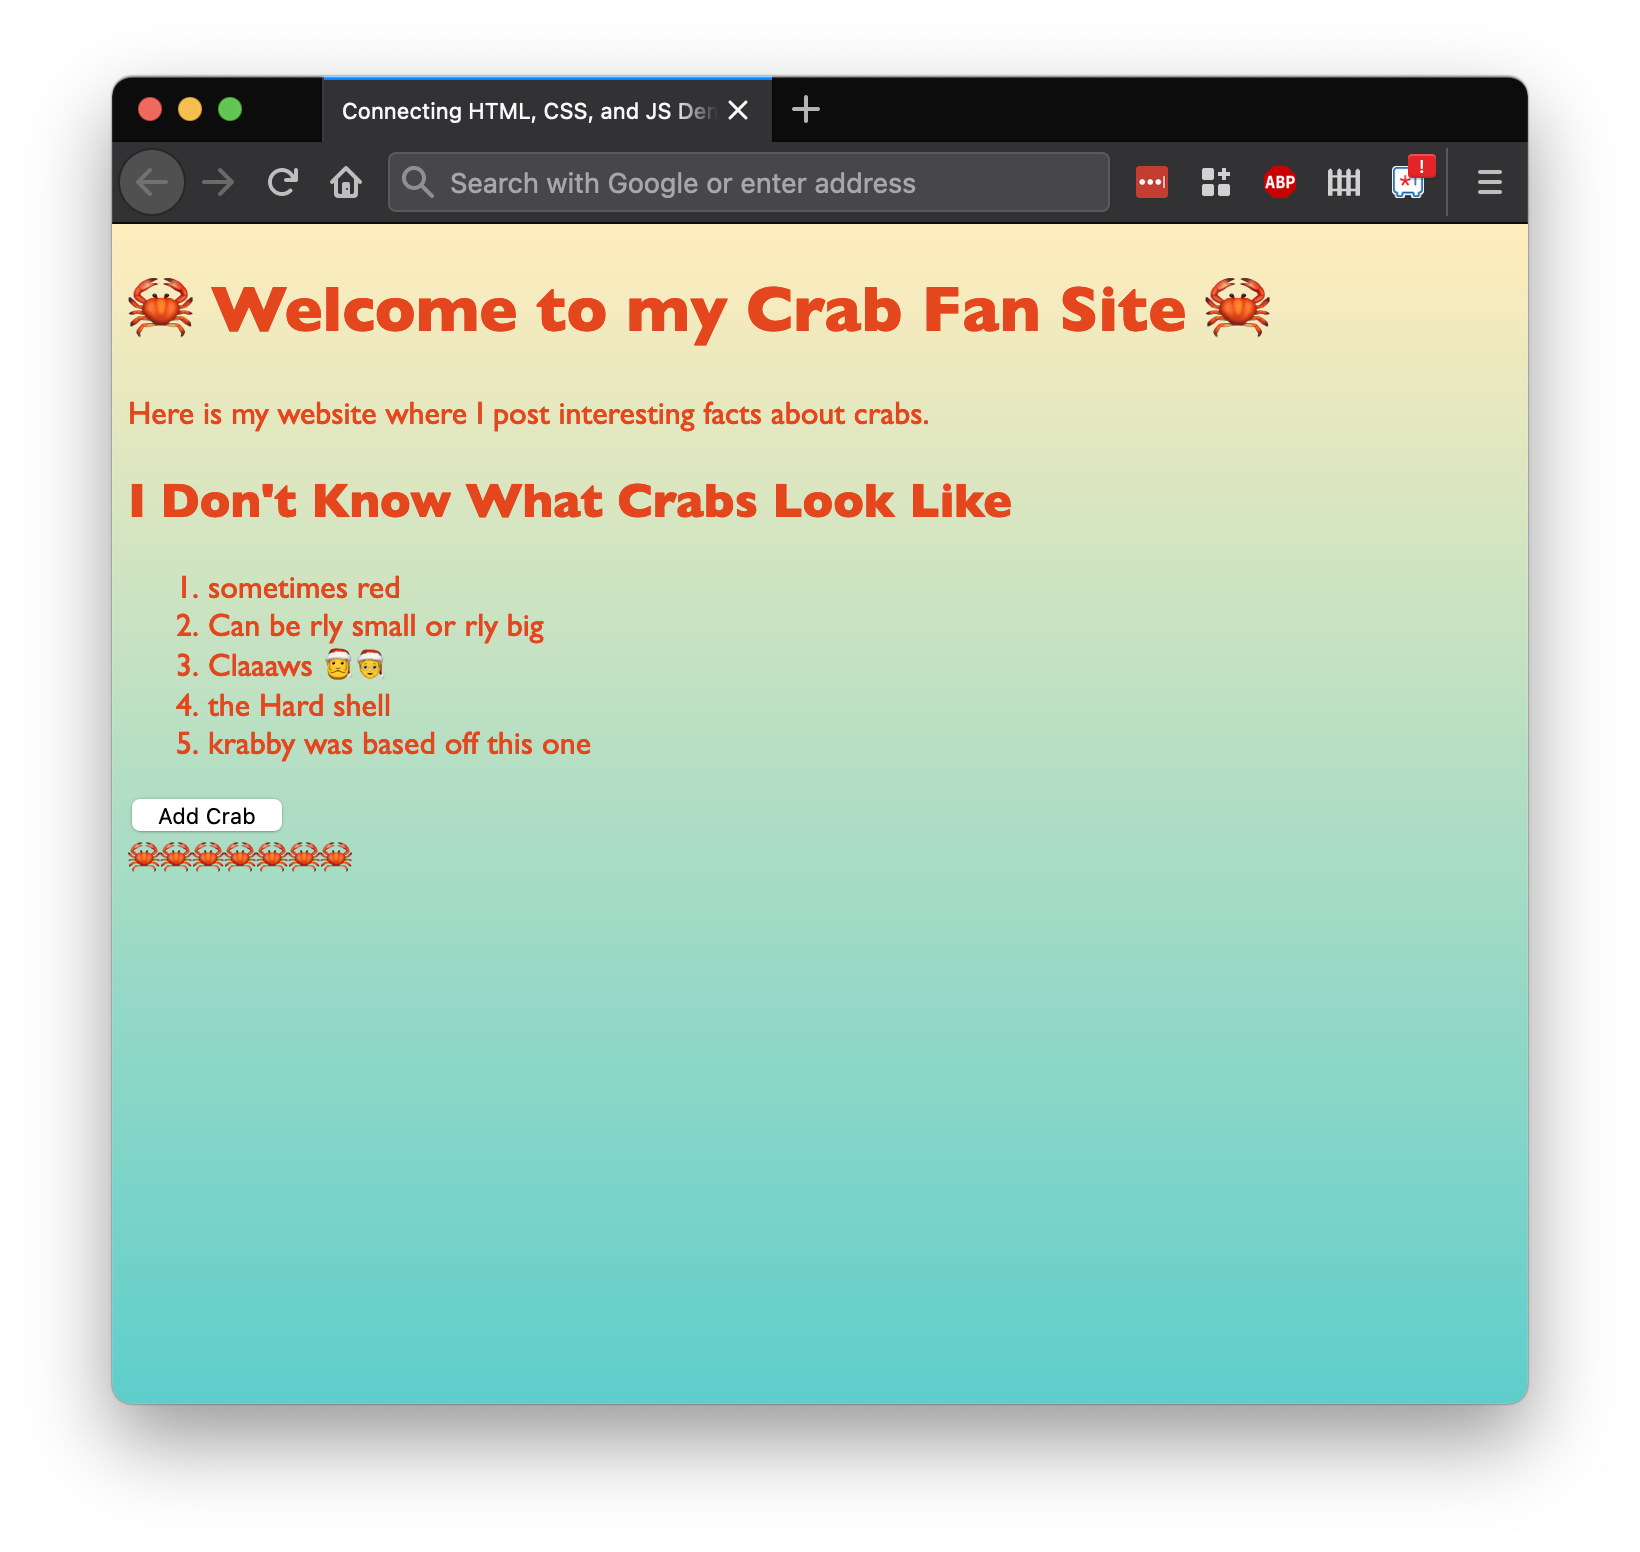 Connecting HTML, CSS, and JS Dem
Search with Google or enter address
ABP
!
🦀 Welcome to my Crab Fan Site 🦀
Here is my website where I post interesting facts about crabs.
I Don't Know What Crabs Look Like
1. sometimes red
2. Can be rly small or rly big
3. Claaaws 🎅🤶
4. the Hard shell
5. krabby was based off this one
Add Crab
🦀🦀🦀🦀🦀🦀🦀